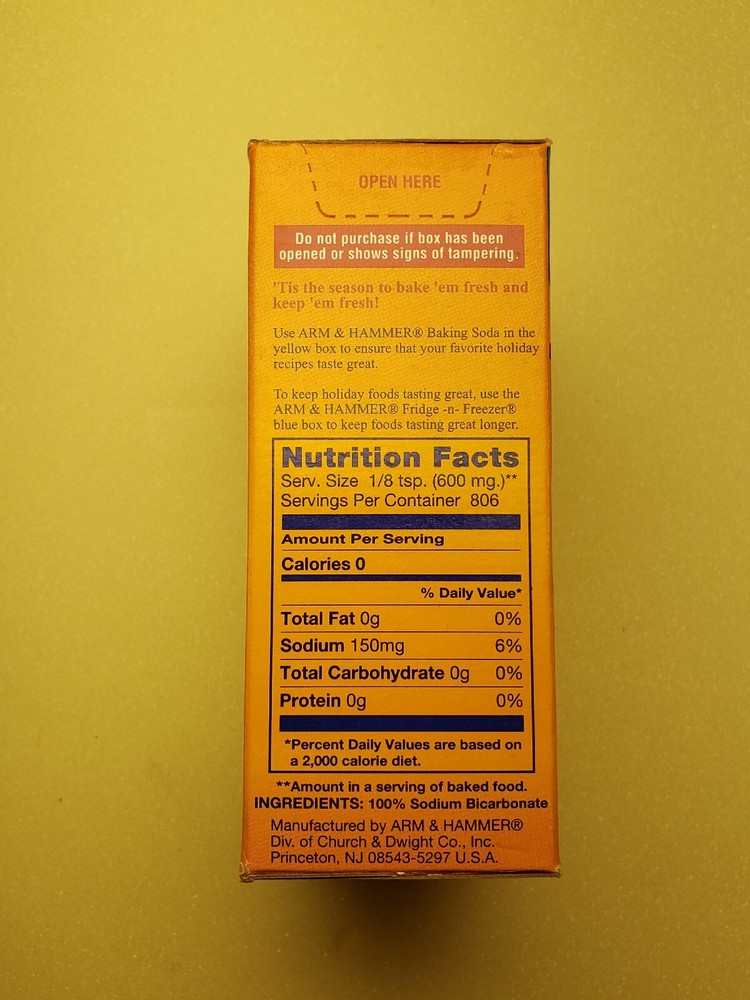 OPEN HERE
Do not purchase if box has been
opened or shows signs of tampering.
'Tis the season to bake 'em fresh and
keep 'em fresh!
Use ARM & HAMMER® Baking Soda in the
yellow box to ensure that your favorite holiday
recipes taste great.
To keep holiday foods tasting great, use the
ARM & HAMMER® Fridge -n- Freezer®
blue box to keep foods tasting great longer.
Nutrition Facts
Serv. Size 1/8 tsp. (600 mg.)**
Servings Per Container 806
Amount Per Serving
Calories 0
% Daily Value*
Total Fat 0g 0%
Sodium 150mg 6%
Total Carbohydrate 0g 0%
Protein 0g 0%
*Percent Daily Values are based on
a 2,000 calorie diet.
**Amount in a serving of baked food.
INGREDIENTS: 100% Sodium Bicarbonate
Manufactured by ARM & HAMMER®
Div. of Church & Dwight Co., Inc.
Princeton, NJ 08543-5297 U.S.A.